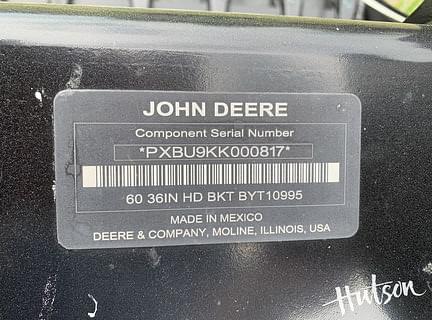 JOHN DEERE
Component Serial Number
*PXBU9KK000817*
60 36IN HD BKT BYT10995
MADE IN MEXICO
DEERE & COMPANY, MOLINE, ILLINOIS, USA
Hutson